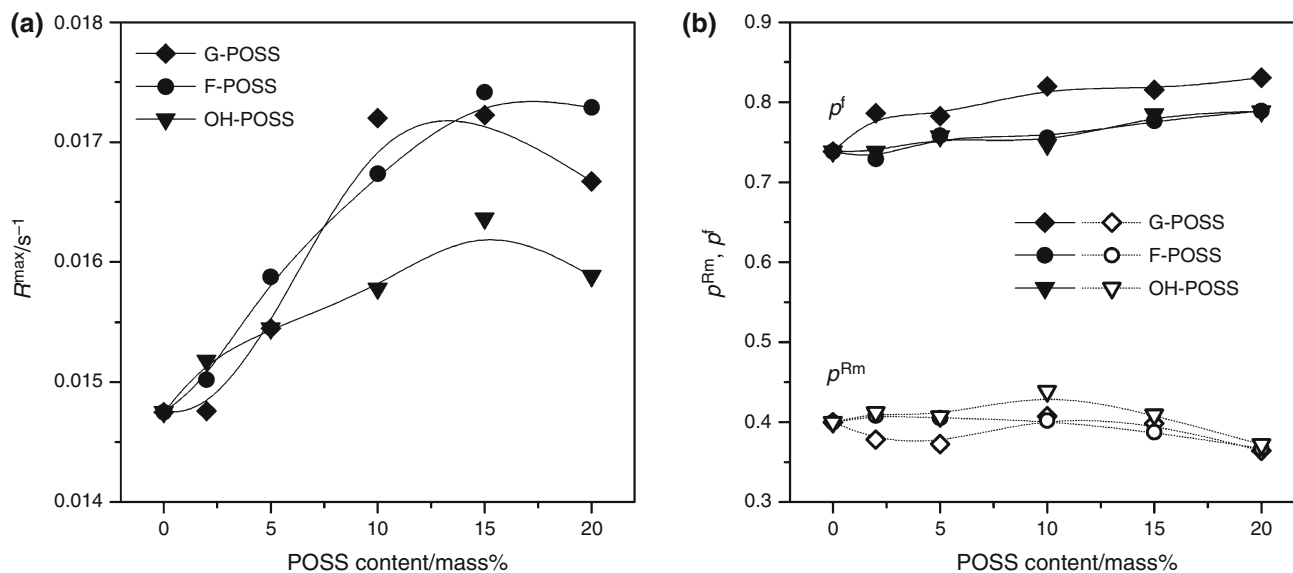 (a)
0.018
0.017
0.016
0.015
0.014
R^max/s^−1
G-POSS
F-POSS
OH-POSS
0 5 10 15 20
POSS content/mass%
(b)
0.9
0.8
0.7
0.6
0.5
0.4
0.3
p^Rm, p^f
p^f
G-POSS
F-POSS
OH-POSS
p^Rm
0 5 10 15 20
POSS content/mass%